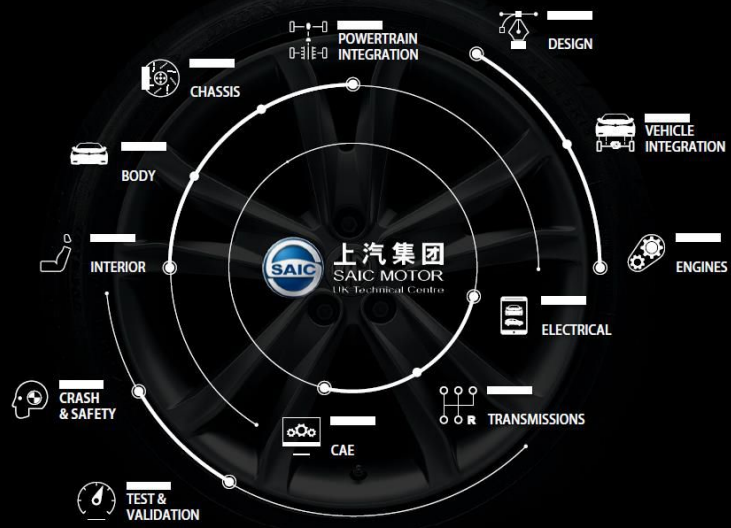 POWERTRAIN
INTEGRATION
DESIGN
CHASSIS
VEHICLE
INTEGRATION
BODY
INTERIOR
SAIC
上汽集团
SAIC MOTOR
UK Technical Centre
ENGINES
ELECTRICAL
CRASH
& SAFETY
R
TRANSMISSIONS
CAE
TEST &
VALIDATION